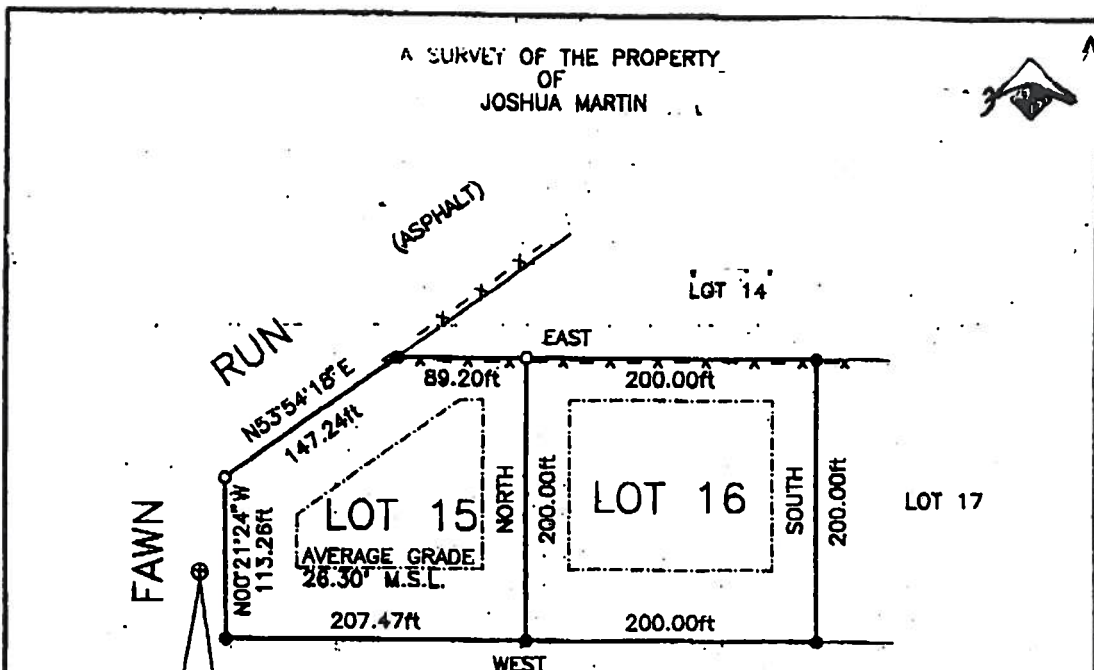 A SURVEY OF THE PROPERTY
OF
JOSHUA MARTIN
(ASPHALT)
LOT 14
RUN
EAST
N53°54'18"E
147.24ft
89.20ft
200.00ft
LOT 15
NORTH
200.00ft
LOT 16
SOUTH
200.00ft
LOT 17
FAWN
N00°21'24"W
113.26ft
AVERAGE GRADE
26.30' M.S.L.
207.47ft
200.00ft
WEST